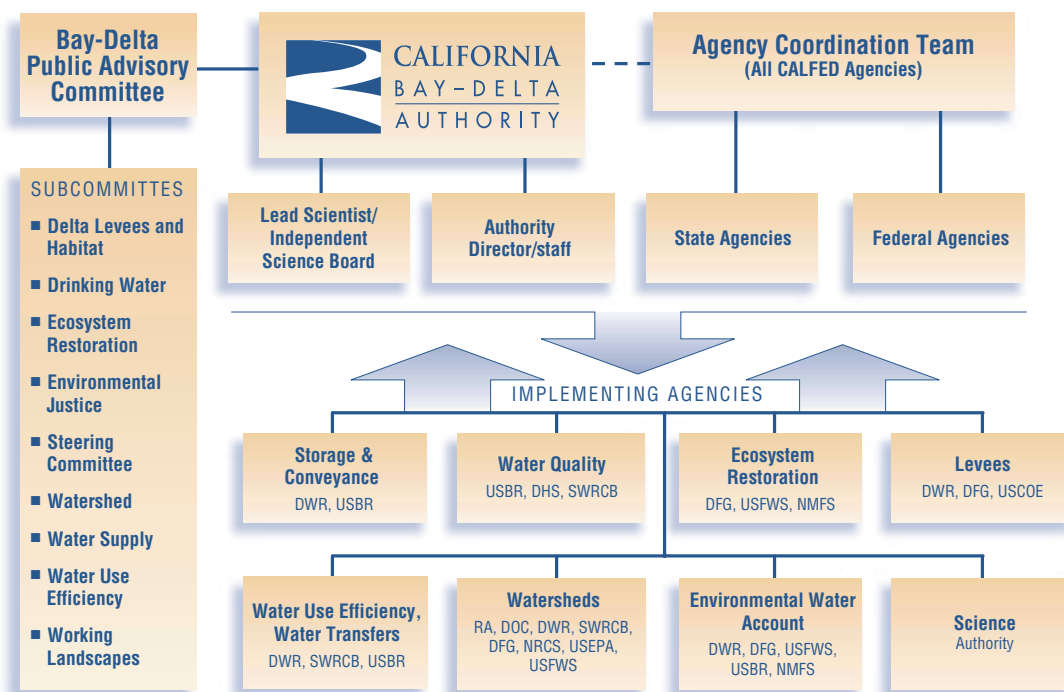 Bay-Delta
Public Advisory
Committee
CALIFORNIA
BAY–DELTA
AUTHORITY
Agency Coordination Team
(All CALFED Agencies)
SUBCOMMITTES
■ Delta Levees and
Habitat
■ Drinking Water
■ Ecosystem
Restoration
■ Environmental
Justice
■ Steering
Committee
■ Watershed
■ Water Supply
■ Water Use
Efficiency
■ Working
Landscapes
Lead Scientist/
Independent
Science Board
Authority
Director/staff
State Agencies
Federal Agencies
IMPLEMENTING AGENCIES
Storage &
Conveyance
DWR, USBR
Water Quality
USBR, DHS, SWRCB
Ecosystem
Restoration
DFG, USFWS, NMFS
Levees
DWR, DFG, USCOE
Water Use Efficiency,
Water Transfers
DWR, SWRCB, USBR
Watersheds
RA, DOC, DWR, SWRCB,
DFG, NRCS, USEPA,
USFWS
Environmental Water
Account
DWR, DFG, USFWS,
USBR, NMFS
Science
Authority